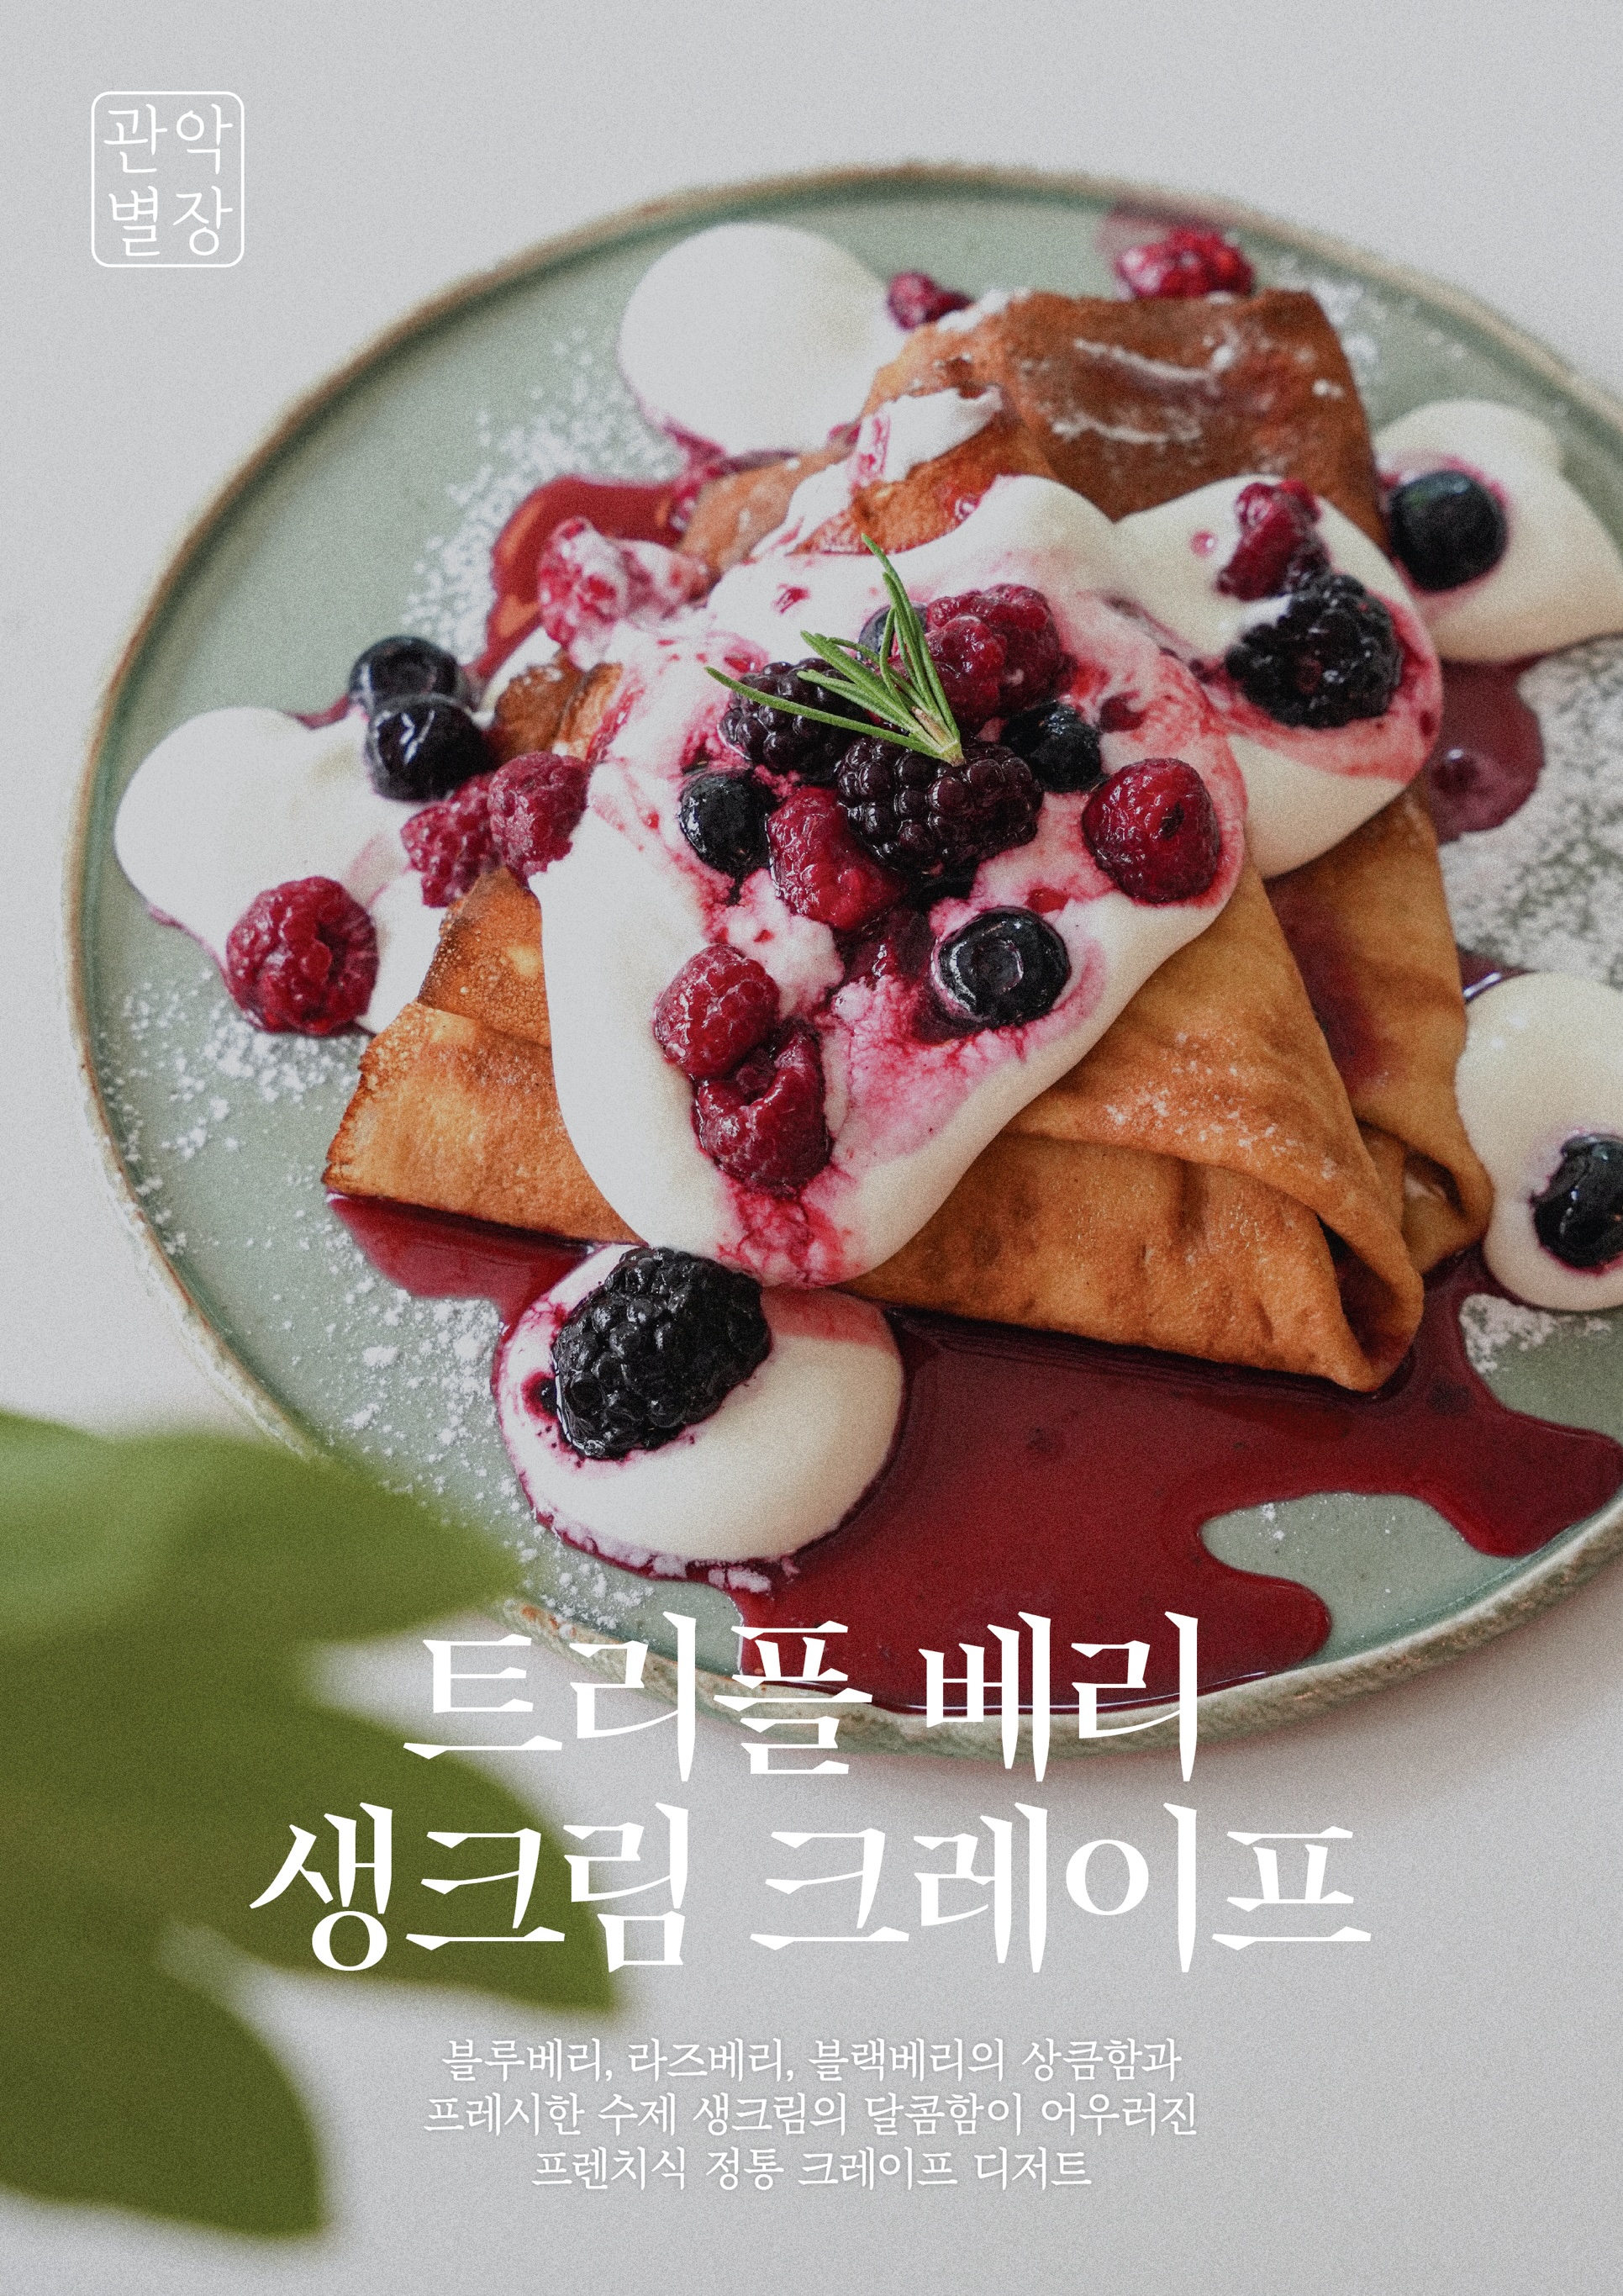 관악
별장
트리플 베리
생크림 크레이프
블루베리, 라즈베리, 블랙베리의 상큼함과
프레시한 수제 생크림의 달콤함이 어우러진
프렌치식 정통 크레이프 디저트